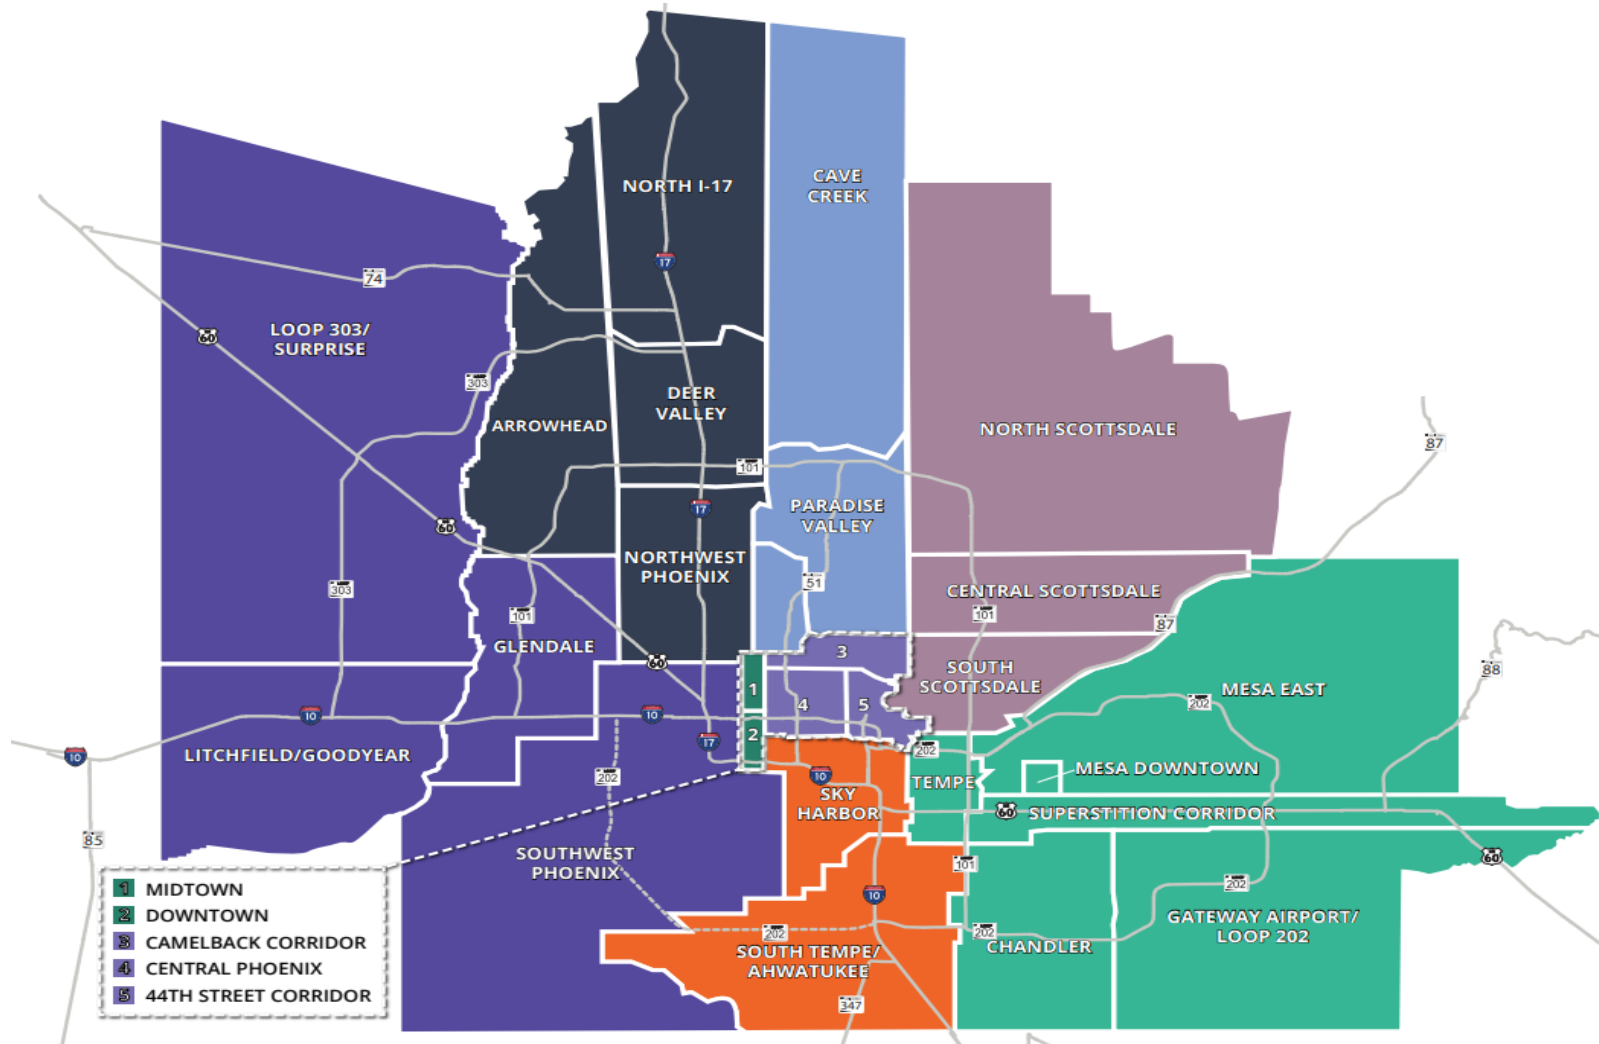 NORTH I-17
CAVE
CREEK
17
74
LOOP 303/
SURPRISE
60
303
DEER
VALLEY
ARROWHEAD
NORTH SCOTTSDALE
87
101
60
17
PARADISE
VALLEY
NORTHWEST
PHOENIX
51
303
101
CENTRAL SCOTTSDALE
101
87
GLENDALE
60
3
SOUTH
SCOTTSDALE
88
1
4
5
MESA EAST
202
10
10
2
17
202
10
LITCHFIELD/GOODYEAR
202
10
TEMPE
MESA DOWNTOWN
SKY
HARBOR
60
SUPERSTITION CORRIDOR
85
SOUTHWEST
PHOENIX
101
60
202
10
1 MIDTOWN
2 DOWNTOWN
3 CAMELBACK CORRIDOR
4 CENTRAL PHOENIX
5 44TH STREET CORRIDOR
202
202
GATEWAY AIRPORT/
LOOP 202
CHANDLER
SOUTH TEMPE/
AHWATUKEE
347